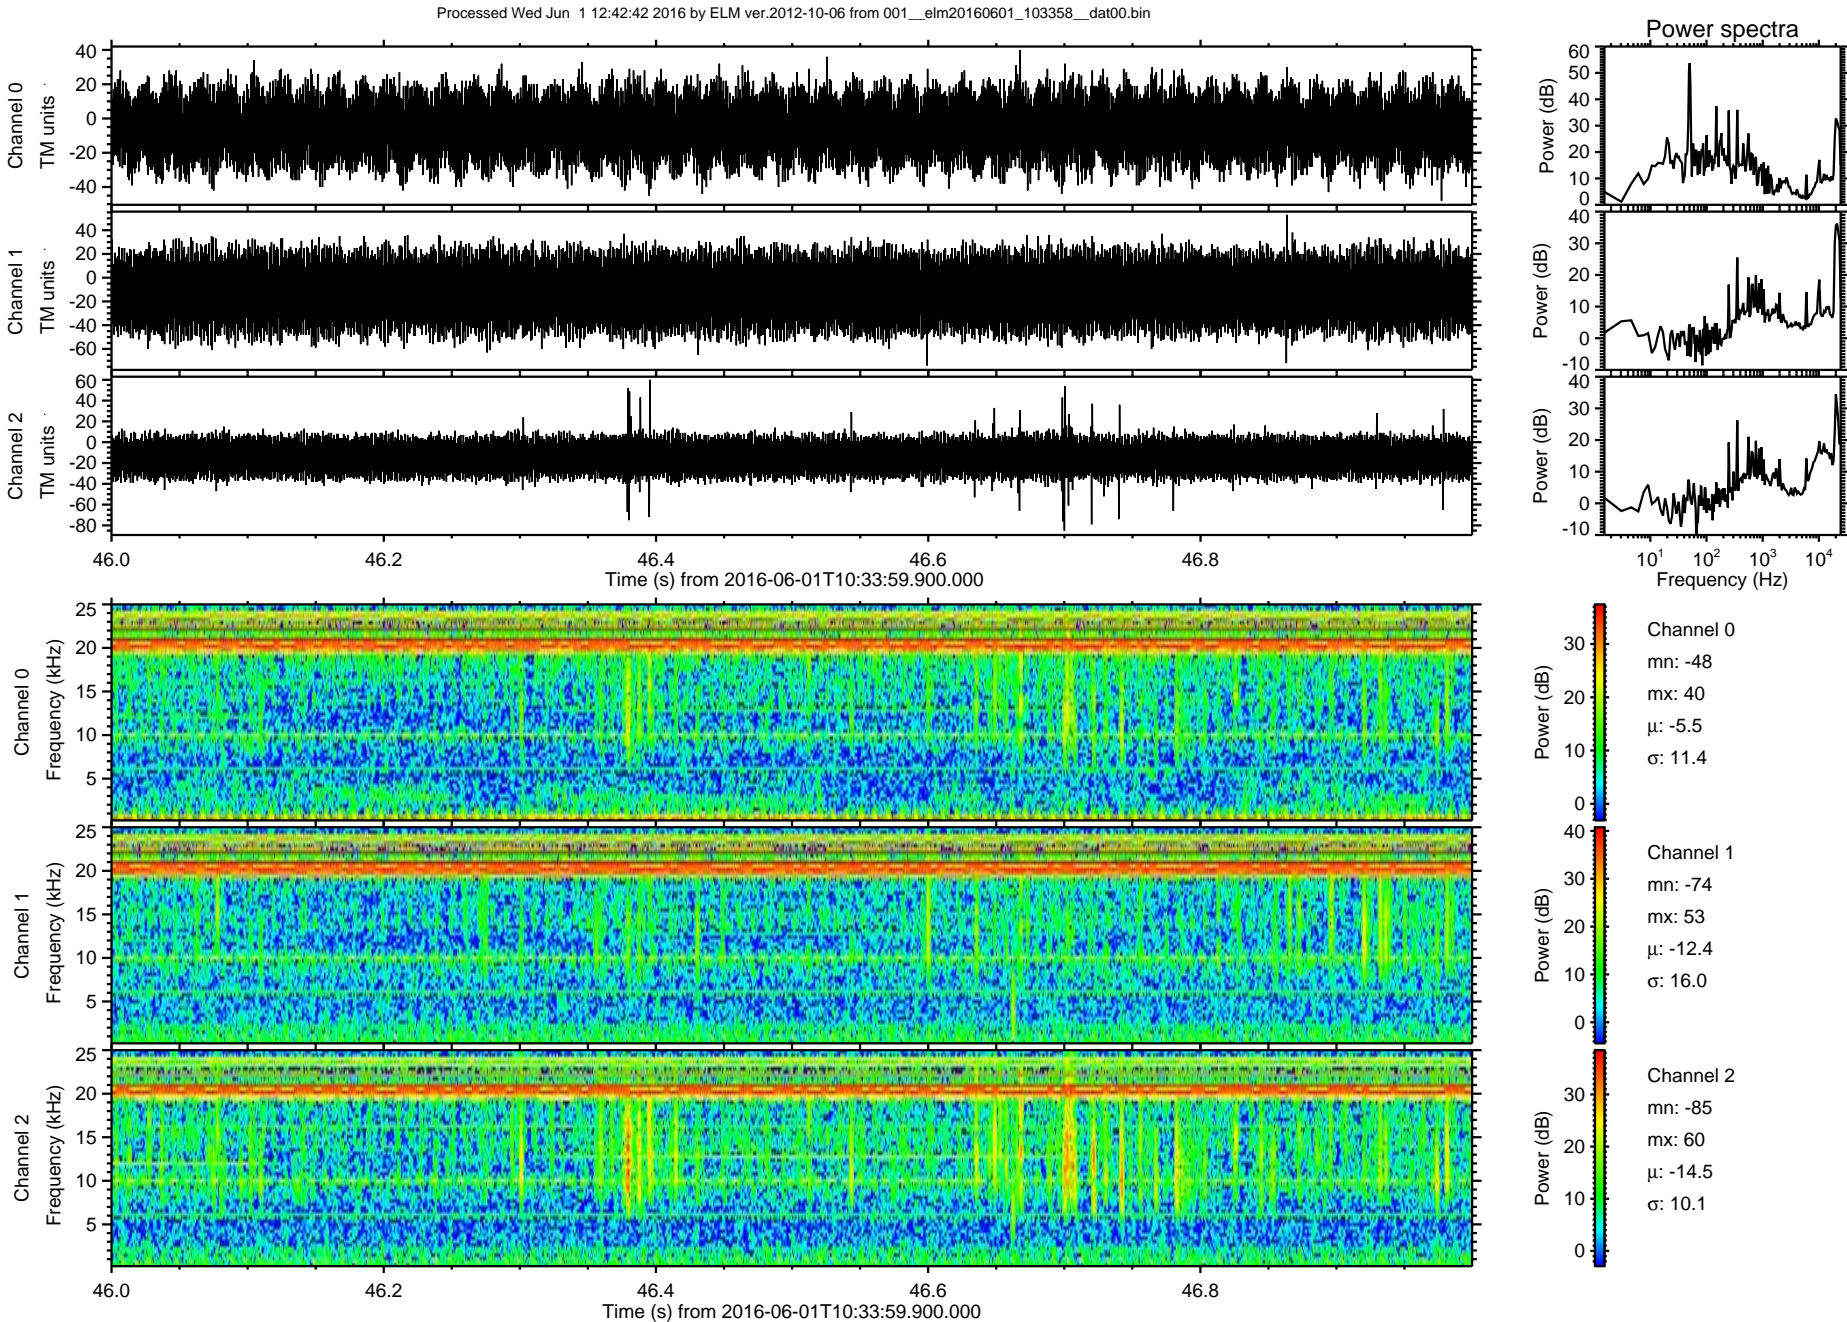 Processed Wed Jun  1 12:42:42 2016 by ELM ver.2012-10-06 from 001__elm20160601_103358__dat00.bin
Power spectra
Channel 0
TM units
40
20
0
-20
-40
Power (dB)
60
50
40
30
20
10
0
Channel 1
TM units
40
20
0
-20
-40
-60
Power (dB)
40
30
20
10
0
-10
Channel 2
TM units
60
40
20
0
-20
-40
-60
-80
Power (dB)
40
30
20
10
0
-10
46.0 46.2 46.4 46.6 46.8
Time (s) from 2016-06-01T10:33:59.900.000
10¹ 10² 10³ 10⁴
Frequency (Hz)
Channel 0
Frequency (kHz)
25
20
15
10
5
Power (dB)
30
20
10
0
Channel 0
mn: -48
mx: 40
μ: -5.5
σ: 11.4
Channel 1
Frequency (kHz)
25
20
15
10
5
Power (dB)
40
30
20
10
0
Channel 1
mn: -74
mx: 53
μ: -12.4
σ: 16.0
Channel 2
Frequency (kHz)
25
20
15
10
5
Power (dB)
30
20
10
0
Channel 2
mn: -85
mx: 60
μ: -14.5
σ: 10.1
46.0 46.2 46.4 46.6 46.8
Time (s) from 2016-06-01T10:33:59.900.000